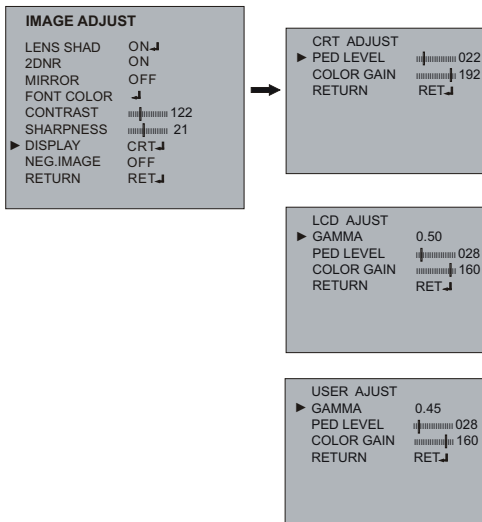 IMAGE ADJUST
LENS SHAD ON
2DNR ON
MIRROR OFF
FONT COLOR
CONTRAST 122
SHARPNESS 21
DISPLAY CRT
NEG.IMAGE OFF
RETURN RET
CRT ADJUST
PED LEVEL 022
COLOR GAIN 192
RETURN RET
LCD AJUST
GAMMA 0.50
PED LEVEL 028
COLOR GAIN 160
RETURN RET
USER AJUST
GAMMA 0.45
PED LEVEL 028
COLOR GAIN 160
RETURN RET